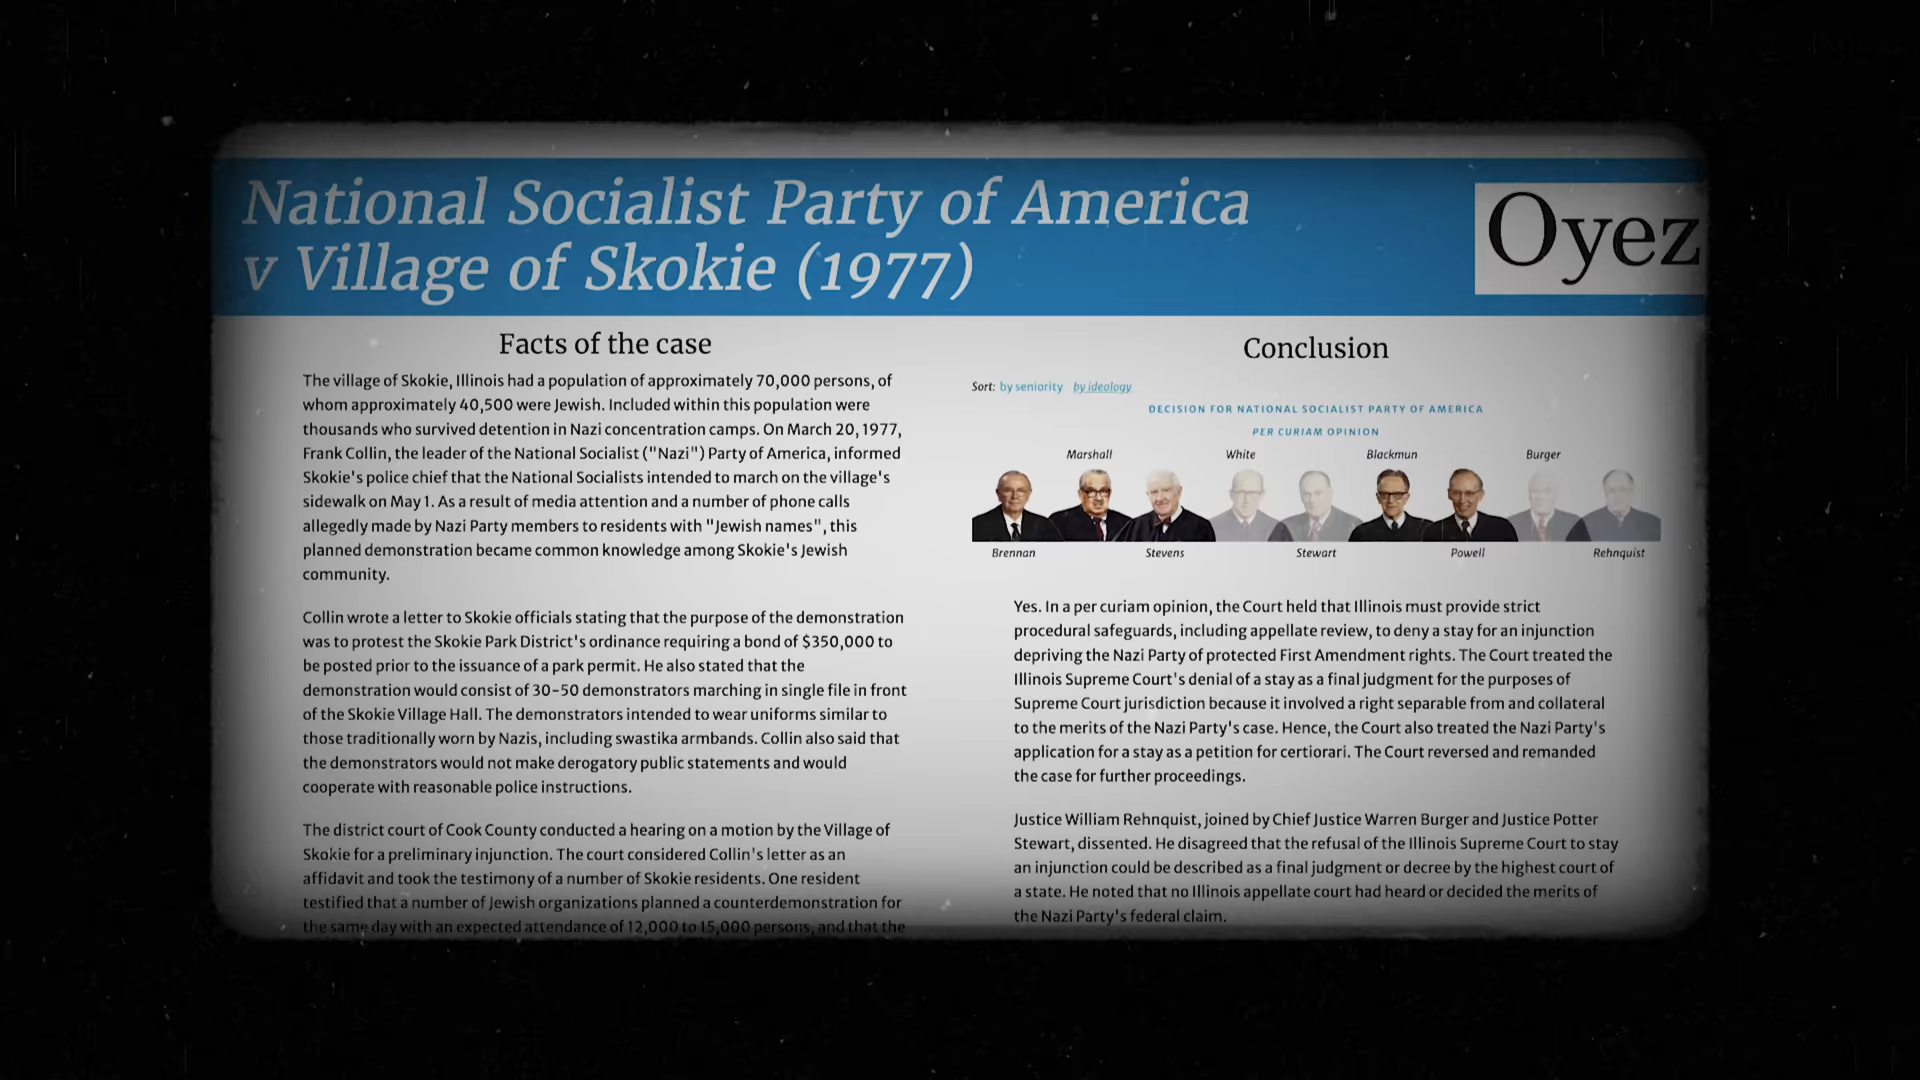 National Socialist Party of America
v Village of Skokie (1977)
Oyez
Facts of the case
The village of Skokie, Illinois had a population of approximately 70,000 persons, of
whom approximately 40,500 were Jewish. Included within this population were
thousands who survived detention in Nazi concentration camps. On March 20, 1977,
Frank Collin, the leader of the National Socialist ("Nazi") Party of America, informed
Skokie's police chief that the National Socialists intended to march on the village's
sidewalk on May 1. As a result of media attention and a number of phone calls
allegedly made by Nazi Party members to residents with "Jewish names", this
planned demonstration became common knowledge among Skokie's Jewish
community.
Collin wrote a letter to Skokie officials stating that the purpose of the demonstration
was to protest the Skokie Park District's ordinance requiring a bond of $350,000 to
be posted prior to the issuance of a park permit. He also stated that the
demonstration would consist of 30-50 demonstrators marching in single file in front
of the Skokie Village Hall. The demonstrators intended to wear uniforms similar to
those traditionally worn by Nazis, including swastika armbands. Collin also said that
the demonstrators would not make derogatory public statements and would
cooperate with reasonable police instructions.
The district court of Cook County conducted a hearing on a motion by the Village of
Skokie for a preliminary injunction. The court considered Collin's letter as an
affidavit and took the testimony of a number of Skokie residents. One resident
testified that a number of Jewish organizations planned a counterdemonstration for
the same day with an expected attendance of 12,000 to 15,000 persons, and that the
Conclusion
Sort: by seniority by ideology
DECISION FOR NATIONAL SOCIALIST PARTY OF AMERICA
PER CURIAM OPINION
Marshall White Blackmun Burger
Brennan Stevens Stewart Powell Rehnquist
Yes. In a per curiam opinion, the Court held that Illinois must provide strict
procedural safeguards, including appellate review, to deny a stay for an injunction
depriving the Nazi Party of protected First Amendment rights. The Court treated the
Illinois Supreme Court's denial of a stay as a final judgment for the purposes of
Supreme Court jurisdiction because it involved a right separable from and collateral
to the merits of the Nazi Party's case. Hence, the Court also treated the Nazi Party's
application for a stay as a petition for certiorari. The Court reversed and remanded
the case for further proceedings.
Justice William Rehnquist, joined by Chief Justice Warren Burger and Justice Potter
Stewart, dissented. He disagreed that the refusal of the Illinois Supreme Court to stay
an injunction could be described as a final judgment or decree by the highest court of
a state. He noted that no Illinois appellate court had heard or decided the merits of
the Nazi Party's federal claim.